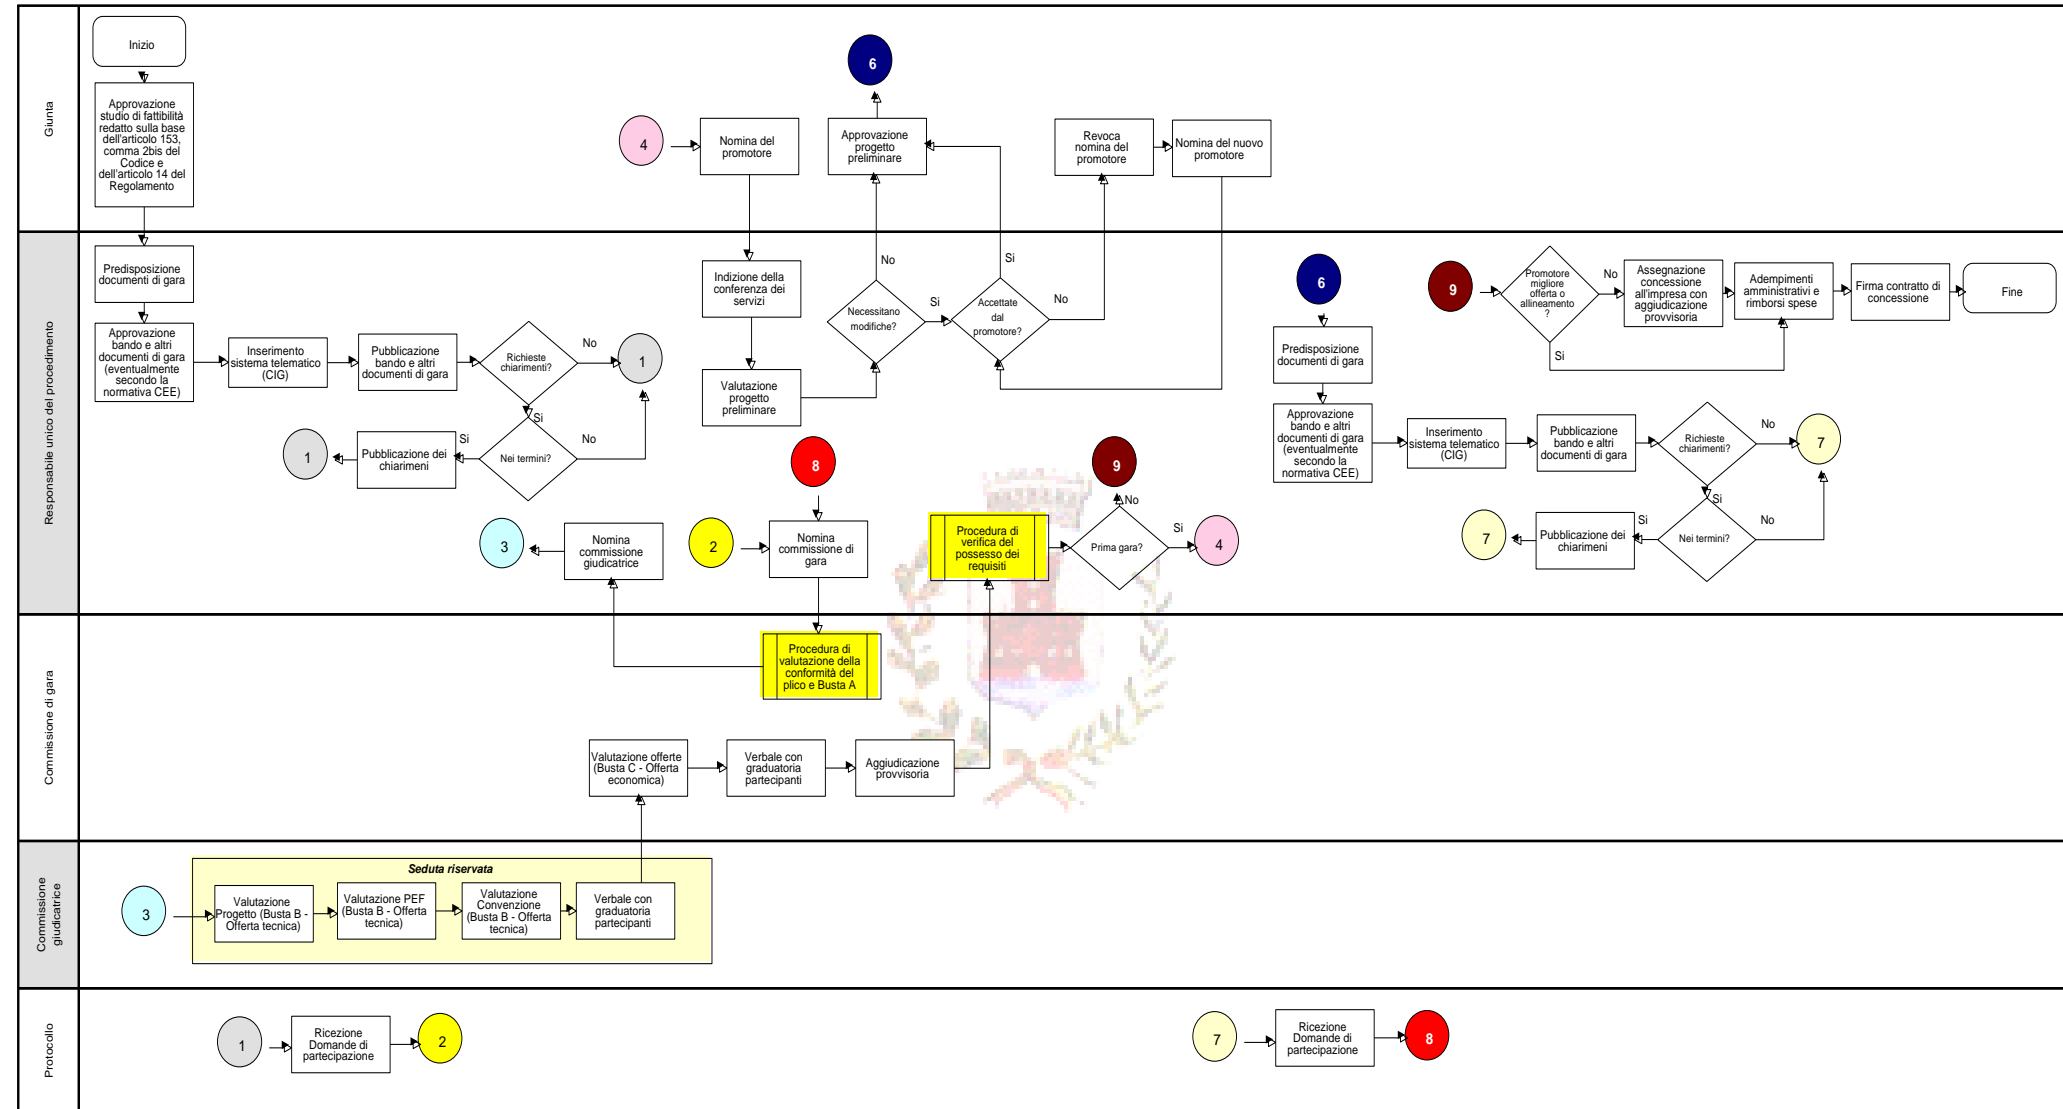 Giunta
Inizio
Approvazione
studio di fattibilità
redatto sulla base
dell'articolo 153,
comma 2bis del
Codice e
dell'articolo 14 del
Regolamento
4
Nomina del
promotore
6
Approvazione
progetto
preliminare
Revoca
nomina del
promotore
Nomina del nuovo
promotore
Responsabile unico del procedimento
Predisposizione
documenti di gara
Approvazione
bando e altri
documenti di gara
(eventualmente
secondo la
normativa CEE)
Inserimento
sistema telematico
(CIG)
Pubblicazione
bando e altri
documenti di gara
Richieste
chiarimenti?
No
1
Si
Nei termini?
No
Si
Pubblicazione dei
chiarimeni
1
Indizione della
conferenza dei
servizi
Valutazione
progetto
preliminare
Necessitano
modifiche?
No
Si
Accettate
dal
promotore?
Si
No
6
Predisposizione
documenti di gara
Approvazione
bando e altri
documenti di gara
(eventualmente
secondo la
normativa CEE)
Inserimento
sistema telematico
(CIG)
Pubblicazione
bando e altri
documenti di gara
Richieste
chiarimenti?
No
7
Si
Nei termini?
No
Si
Pubblicazione dei
chiarimeni
7
9
Promotore
migliore
offerta o
allineamento
?
No
Si
Assegnazione
concessione
all'impresa con
aggiudicazione
provvisoria
Adempimenti
amministrativi e
rimborsi spese
Firma contratto di
concessione
Fine
3
Nomina
commissione
giudicatrice
2
8
Nomina
commissione di
gara
Procedura di
verifica del
possesso dei
requisiti
Prima gara?
No
9
Si
4
Commissione di gara
Procedura di
valutazione della
conformità del
plico e Busta A
Valutazione offerte
(Busta C - Offerta
economica)
Verbale con
graduatoria
partecipanti
Aggiudicazione
provvisoria
Commissione
giudicatrice
3
Seduta riservata
Valutazione
Progetto (Busta B -
Offerta tecnica)
Valutazione PEF
(Busta B - Offerta
tecnica)
Valutazione
Convenzione
(Busta B - Offerta
tecnica)
Verbale con
graduatoria
partecipanti
Protocollo
1
Ricezione
Domande di
partecipazione
2
7
Ricezione
Domande di
partecipazione
8